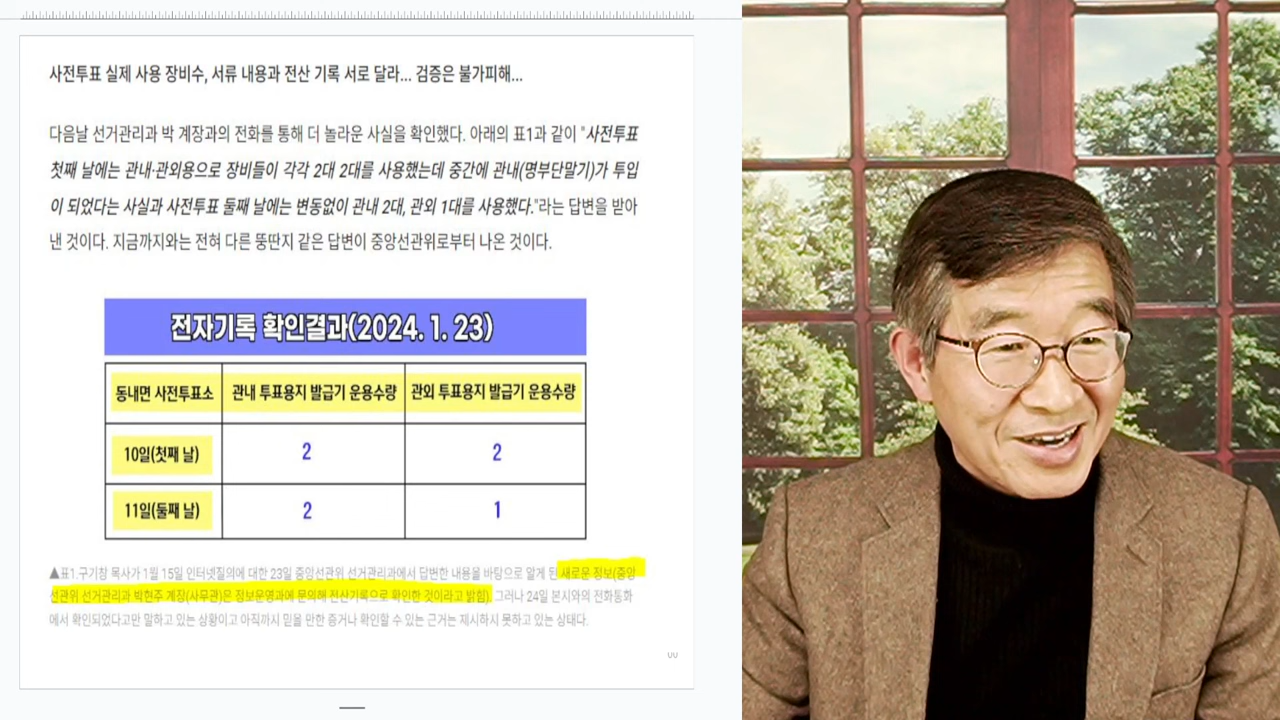 사전투표 실제 사용 장비수, 서류 내용과 전산 기록 서로 달라... 검증은 불가피해...
다음날 선거관리과 박 계장과의 전화를 통해 더 놀라운 사실을 확인했다. 아래의 표1과 같이 "사전투표
첫째 날에는 관내·관외용으로 장비들이 각각 2대 2대를 사용했는데 중간에 관내(명부단말기)가 투입
이 되었다는 사실과 사전투표 둘째 날에는 변동없이 관내 2대, 관외 1대를 사용했다."라는 답변을 받아
낸 것이다. 지금까지와는 전혀 다른 뚱딴지 같은 답변이 중앙선관위로부터 나온 것이다.
전자기록 확인결과(2024. 1. 23)
동내면 사전투표소 관내 투표용지 발급기 운용수량 관외 투표용지 발급기 운용수량
10일(첫째 날) 2 2
11일(둘째 날) 2 1
▲표1.구기창 목사가 1월 15일 인터넷질의에 대한 23일 중앙선관위 선거관리과에서 답변한 내용을 바탕으로 알게 된 새로운 정보(중앙
선관위 선거관리과 박현주 계장(사무관)은 정보운영과에 문의해 전산기록으로 확인한 것이라고 밝힘). 그러나 24일 본지와의 전화통화
에서 확인되었다고만 말하고 있는 상황이고 아직까지 믿을 만한 증거나 확인할 수 있는 근거는 제시하지 못하고 있는 상태다.